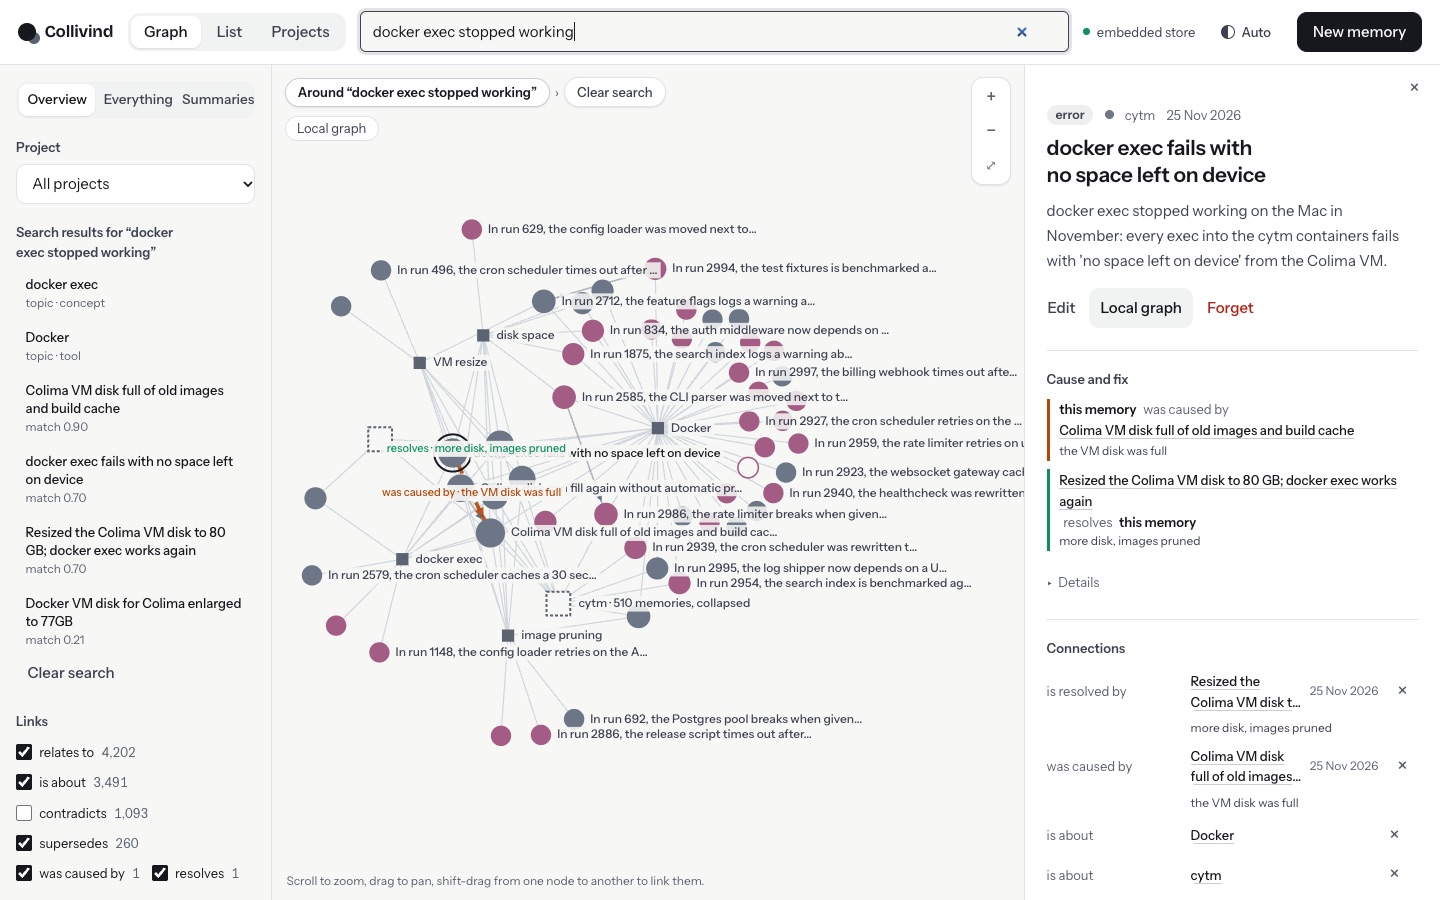 Collivind
Graph
List
Projects
docker exec stopped working
embedded store
Auto
New memory
Overview
Everything
Summaries
Project
All projects
Search results for “docker
exec stopped working”
docker exec
topic · concept
Docker
topic · tool
Colima VM disk full of old images
and build cache
match 0.90
docker exec fails with no space left
on device
match 0.70
Resized the Colima VM disk to 80
GB; docker exec works again
match 0.70
Docker VM disk for Colima enlarged
to 77GB
match 0.21
Clear search
Links
relates to 4,202
is about 3,491
contradicts 1,093
supersedes 260
was caused by 1
resolves 1
Around “docker exec stopped working”
›
Clear search
Local graph
In run 629, the config loader was moved next to...
In run 496, the cron scheduler times out after ...
In run 2994, the test fixtures is benchmarked a...
In run 2712, the feature flags logs a warning a...
disk space
In run 834, the auth middleware now depends on ...
In run 1875, the search index logs a warning ab...
VM resize
In run 2997, the billing webhook times out afte...
In run 2585, the CLI parser was moved next to t...
In run 2927, the cron scheduler retries on the ...
Docker
In run 2959, the rate limiter retries on u
resolves · more disk, images pruned
with no space left on device
In run 2923, the websocket gateway cach
was caused by · the VM disk was full
fill again without automatic pr...
In run 2940, the healthcheck was rewritten
In run 2986, the rate limiter breaks when given...
Colima VM disk full of old images and build cac...
In run 2939, the cron scheduler was rewritten t...
docker exec
In run 2995, the log shipper now depends on a U...
In run 2579, the cron scheduler caches a 30 sec...
In run 2954, the search index is benchmarked ag...
cytm · 510 memories, collapsed
image pruning
In run 1148, the config loader retries on the A...
In run 692, the Postgres pool breaks when given...
In run 2886, the release script times out after...
Scroll to zoom, drag to pan, shift-drag from one node to another to link them.
error
cytm
25 Nov 2026
docker exec fails with
no space left on device
docker exec stopped working on the Mac in
November: every exec into the cytm containers fails
with 'no space left on device' from the Colima VM.
Edit
Local graph
Forget
Cause and fix
this memory was caused by
Colima VM disk full of old images and build cache
the VM disk was full
Resized the Colima VM disk to 80 GB; docker exec works
again
resolves this memory
more disk, images pruned
Details
Connections
is resolved by
Resized the
Colima VM disk t...
25 Nov 2026
more disk, images pruned
was caused by
Colima VM disk
full of old images...
25 Nov 2026
the VM disk was full
is about
Docker
is about
cytm